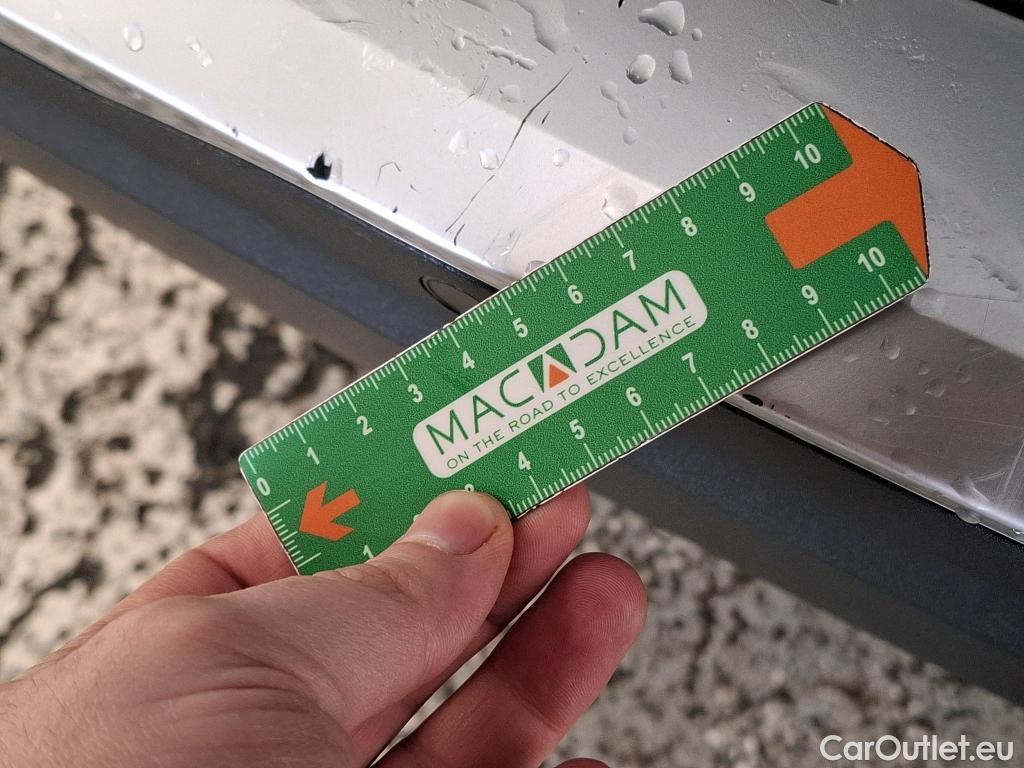 0 1 2 3 4 5 6 7 8 9 10
MACADAM
ON THE ROAD TO EXCELLENCE
1 3 4 5 6 7 8 9 10
CarOutlet.eu